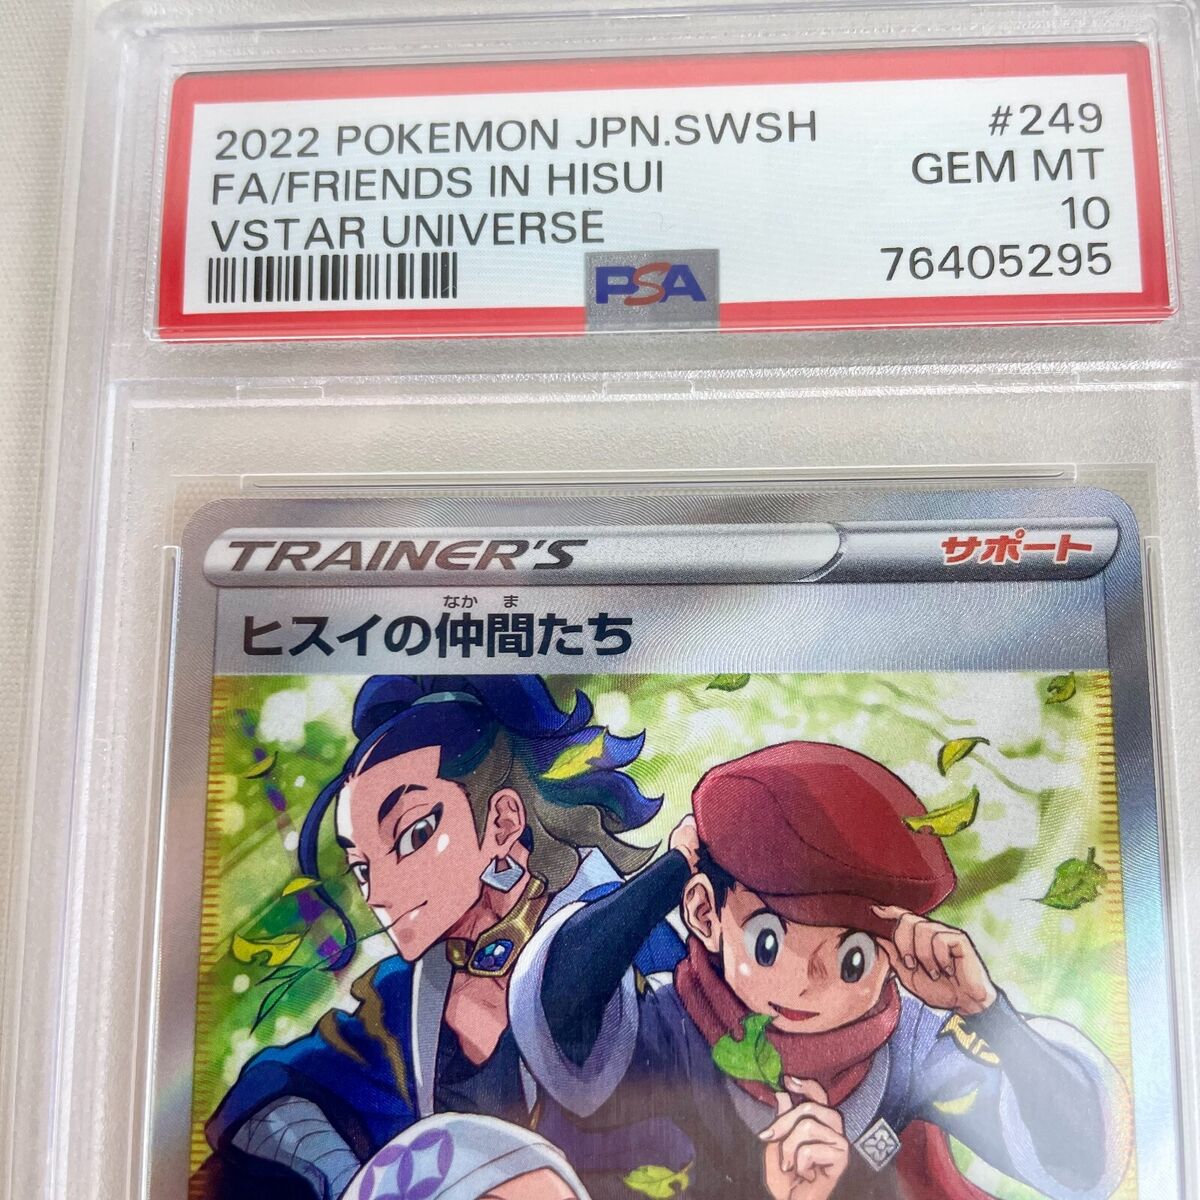 2022 POKEMON JPN.SWSH #249
FA/FRIENDS IN HISUI GEM MT
VSTAR UNIVERSE 10
76405295
PSA
TRAINER'S サポート
なかま
ヒスイの仲間たち